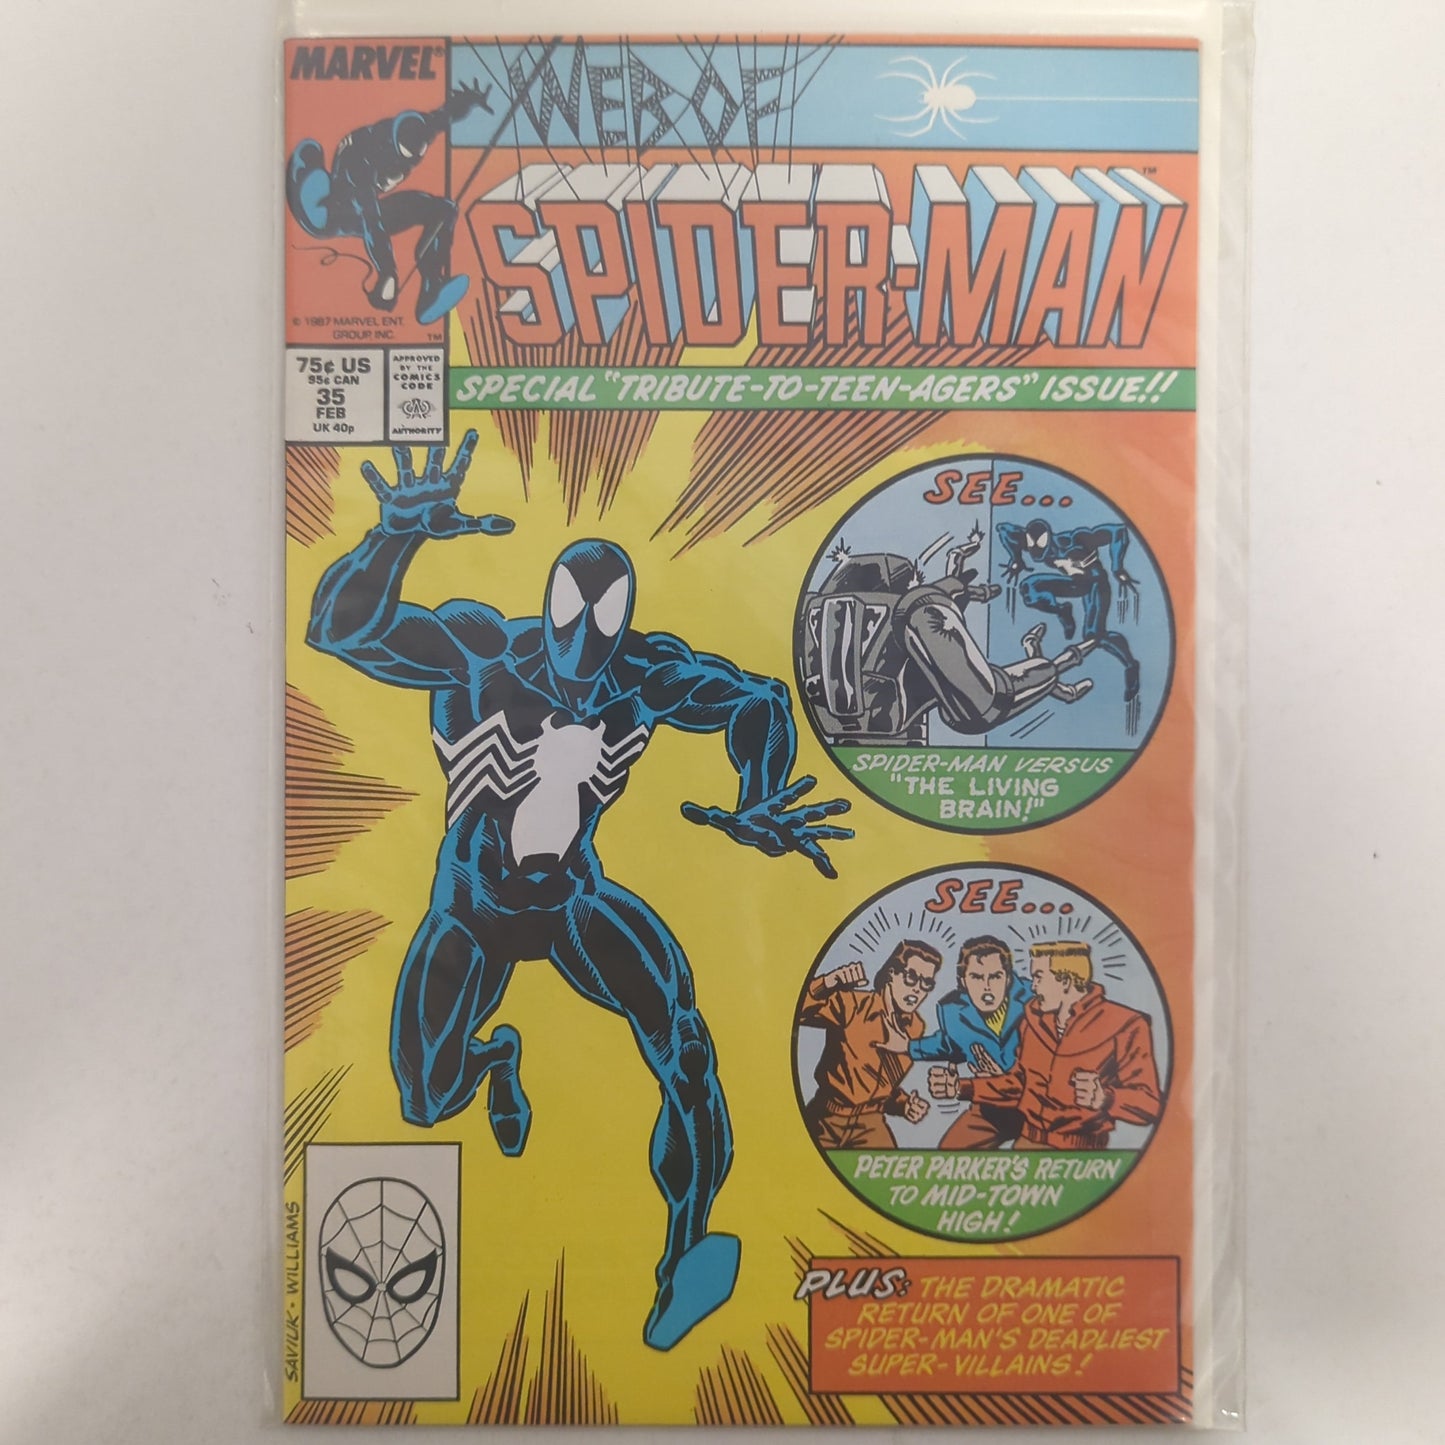 MARVEL®
WEB OF
SPIDER-MAN
TM
© 1987 MARVEL ENT.
GROUP, INC.
TM
75¢ US
95¢ CAN
35
FEB
UK 40p
APPROVED
BY THE
COMICS
CODE
CA
AUTHORITY
SPECIAL "TRIBUTE-TO-TEEN-AGERS" ISSUE!!
SEE...
SPIDER-MAN VERSUS
"THE LIVING
BRAIN!"
SEE...
PETER PARKER'S RETURN
TO MID-TOWN
HIGH!
PLUS: THE DRAMATIC
RETURN OF ONE OF
SPIDER-MAN'S DEADLIEST
SUPER-VILLAINS!
SAVIUK · WILLIAMS